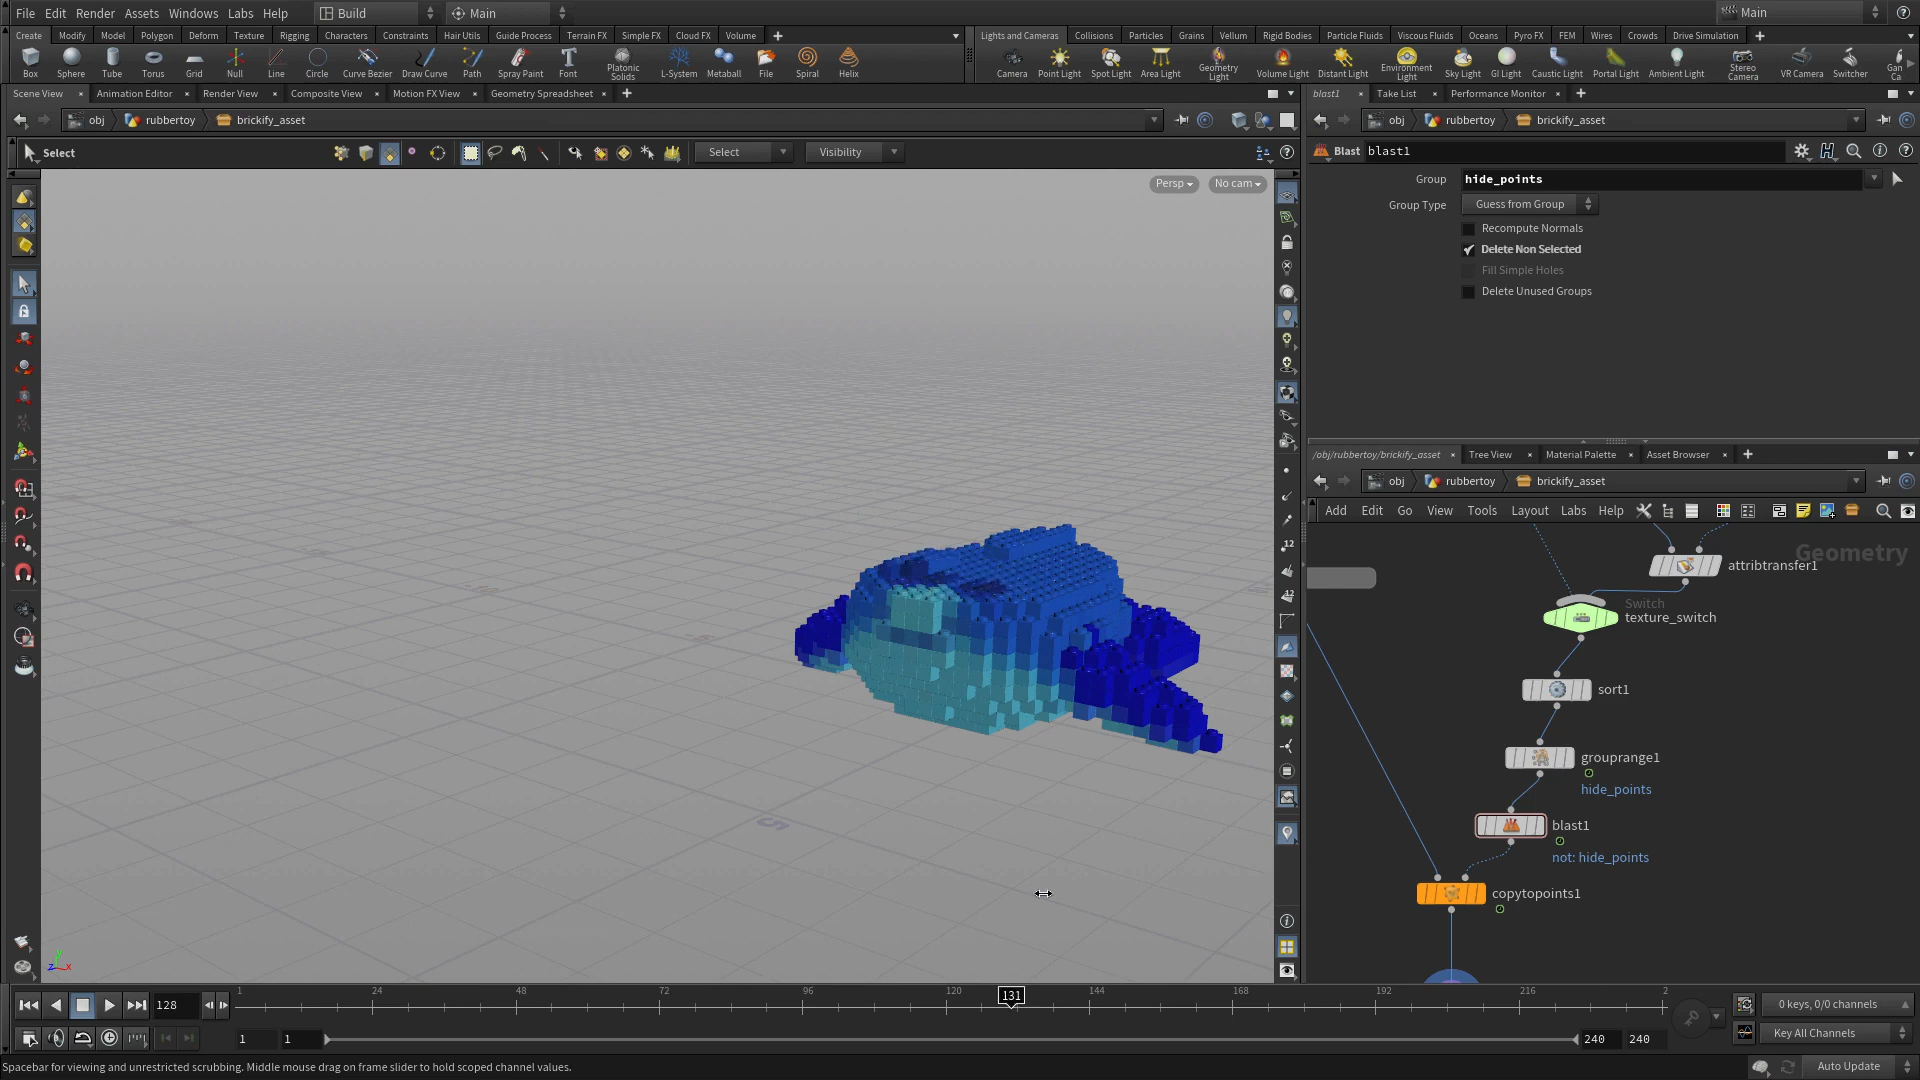 File Edit Render Assets Windows Labs Help Build Main Main
Create Modify Model Polygon Deform Texture Rigging Characters Constraints Hair Utils Guide Process Terrain FX Simple FX Cloud FX Volume
Lights and Cameras Collisions Particles Grains Vellum Rigid Bodies Particle Fluids Viscous Fluids Oceans Pyro FX FEM Wires Crowds Drive Simulation
Box Sphere Tube Torus Grid Null Line Circle Curve Bezier Draw Curve Path Spray Paint Font Platonic Solids L-System Metaball File Spiral Helix
Camera Point Light Spot Light Area Light Geometry Light Volume Light Distant Light Environment Light Sky Light GI Light Caustic Light Portal Light Ambient Light Stereo Camera VR Camera Switcher Gan Ca
Scene View Animation Editor Render View Composite View Motion FX View Geometry Spreadsheet
blast1 Take List Performance Monitor
obj rubbertoy brickify_asset
obj rubbertoy brickify_asset
Select Select Visibility
Blast blast1
Persp No cam
Group hide_points
Group Type Guess from Group
Recompute Normals
Delete Non Selected
Fill Simple Holes
Delete Unused Groups
/obj/rubbertoy/brickify_asset Tree View Material Palette Asset Browser
obj rubbertoy brickify_asset
Add Edit Go View Tools Layout Labs Help
Geometry
attribtransfer1
Switch
texture_switch
sort1
grouprange1
hide_points
blast1
not: hide_points
copytopoints1
12
12
5
y
z x
128
1 24 48 72 96 120 131 144 168 192 216 2
0 keys, 0/0 channels
1 1 240 240
Key All Channels
Spacebar for viewing and unrestricted scrubbing. Middle mouse drag on frame slider to hold scoped channel values.
Auto Update